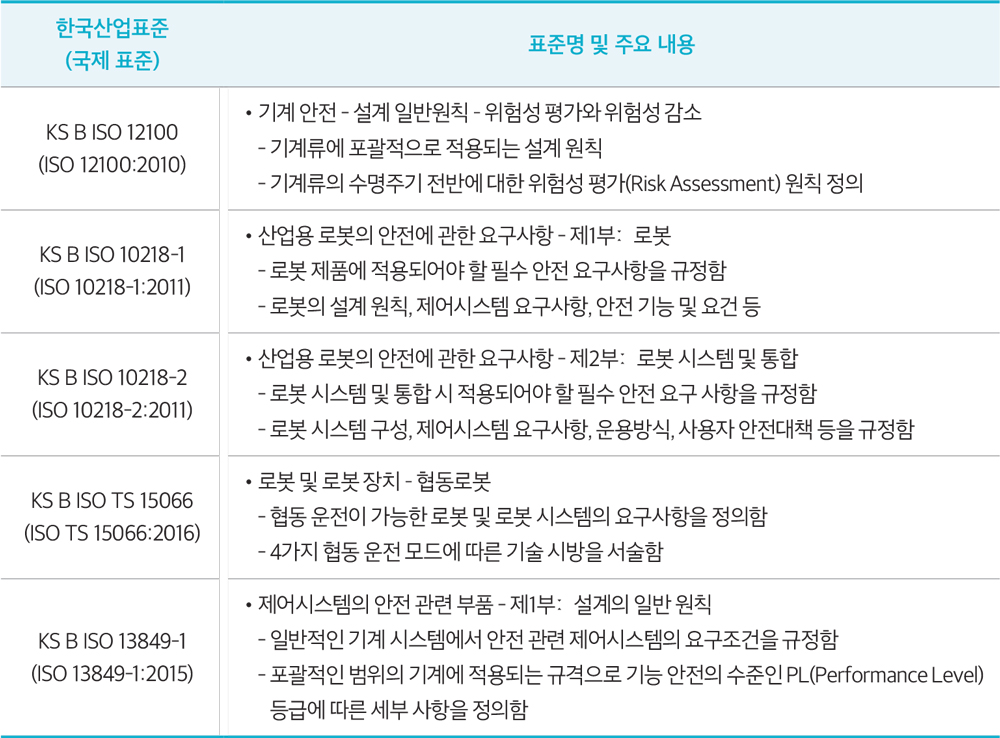 한국산업표준
(국제 표준)
표준명 및 주요 내용
KS B ISO 12100
(ISO 12100:2010)
• 기계 안전 - 설계 일반원칙 - 위험성 평가와 위험성 감소
- 기계류에 포괄적으로 적용되는 설계 원칙
- 기계류의 수명주기 전반에 대한 위험성 평가(Risk Assessment) 원칙 정의
KS B ISO 10218-1
(ISO 10218-1:2011)
• 산업용 로봇의 안전에 관한 요구사항 - 제1부: 로봇
- 로봇 제품에 적용되어야 할 필수 안전 요구사항을 규정함
- 로봇의 설계 원칙, 제어시스템 요구사항, 안전 기능 및 요건 등
KS B ISO 10218-2
(ISO 10218-2:2011)
• 산업용 로봇의 안전에 관한 요구사항 - 제2부: 로봇 시스템 및 통합
- 로봇 시스템 및 통합 시 적용되어야 할 필수 안전 요구 사항을 규정함
- 로봇 시스템 구성, 제어시스템 요구사항, 운용방식, 사용자 안전대책 등을 규정함
KS B ISO TS 15066
(ISO TS 15066:2016)
• 로봇 및 로봇 장치 - 협동로봇
- 협동 운전이 가능한 로봇 및 로봇 시스템의 요구사항을 정의함
- 4가지 협동 운전 모드에 따른 기술 시방을 서술함
KS B ISO 13849-1
(ISO 13849-1:2015)
• 제어시스템의 안전 관련 부품 - 제1부: 설계의 일반 원칙
- 일반적인 기계 시스템에서 안전 관련 제어시스템의 요구조건을 규정함
- 포괄적인 범위의 기계에 적용되는 규격으로 기능 안전의 수준인 PL(Performance Level)
등급에 따른 세부 사항을 정의함